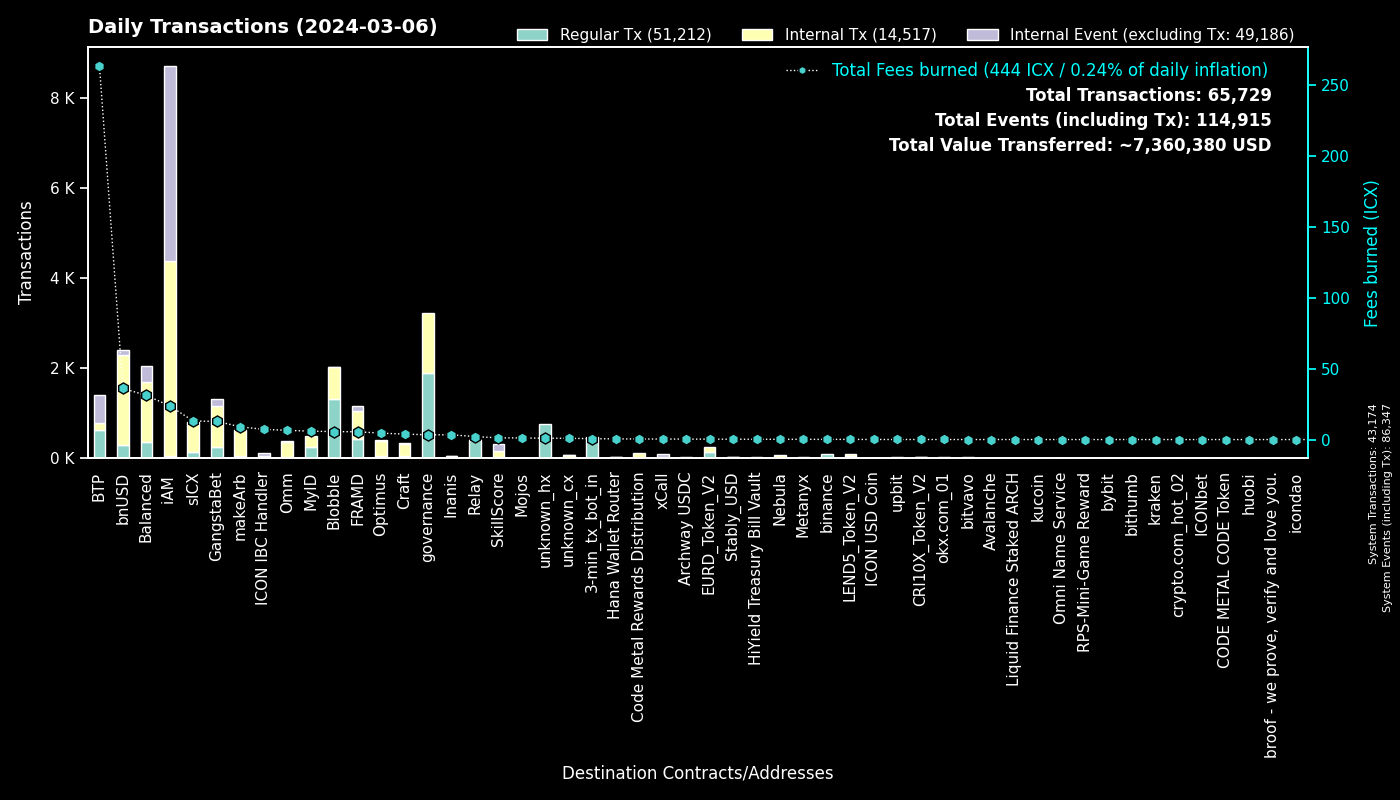 Daily Transactions (2024-03-06)
Regular Tx (51,212)
Internal Tx (14,517)
Internal Event (excluding Tx: 49,186)
Total Fees burned (444 ICX / 0.24% of daily inflation)
Total Transactions: 65,729
Total Events (including Tx): 114,915
Total Value Transferred: ~7,360,380 USD
Transactions
8 K
6 K
4 K
2 K
0 K
250
200
150
100
50
0
Fees burned (ICX)
System Transactions: 43,174
System Events (including Tx): 86,347
BTP
bnUSD
Balanced
iAM
sICX
GangstaBet
makeArb
ICON IBC Handler
Omm
MyID
Blobble
FRAMD
Optimus
Craft
governance
Inanis
Relay
SkillScore
Mojos
unknown_hx
unknown_cx
3-min_tx_bot_in
Hana Wallet Router
Code Metal Rewards Distribution
xCall
Archway USDC
EURD_Token_V2
Stably_USD
HiYield Treasury Bill Vault
Nebula
Metanyx
binance
LEND5_Token_V2
ICON USD Coin
upbit
CRI10X_Token_V2
okx.com_01
bitvavo
Avalanche
Liquid Finance Staked ARCH
kucoin
Omni Name Service
RPS-Mini-Game Reward
bybit
bithumb
kraken
crypto.com_hot_02
ICONbet
CODE METAL CODE Token
huobi
broof - we prove, verify and love you.
icondao
Destination Contracts/Addresses